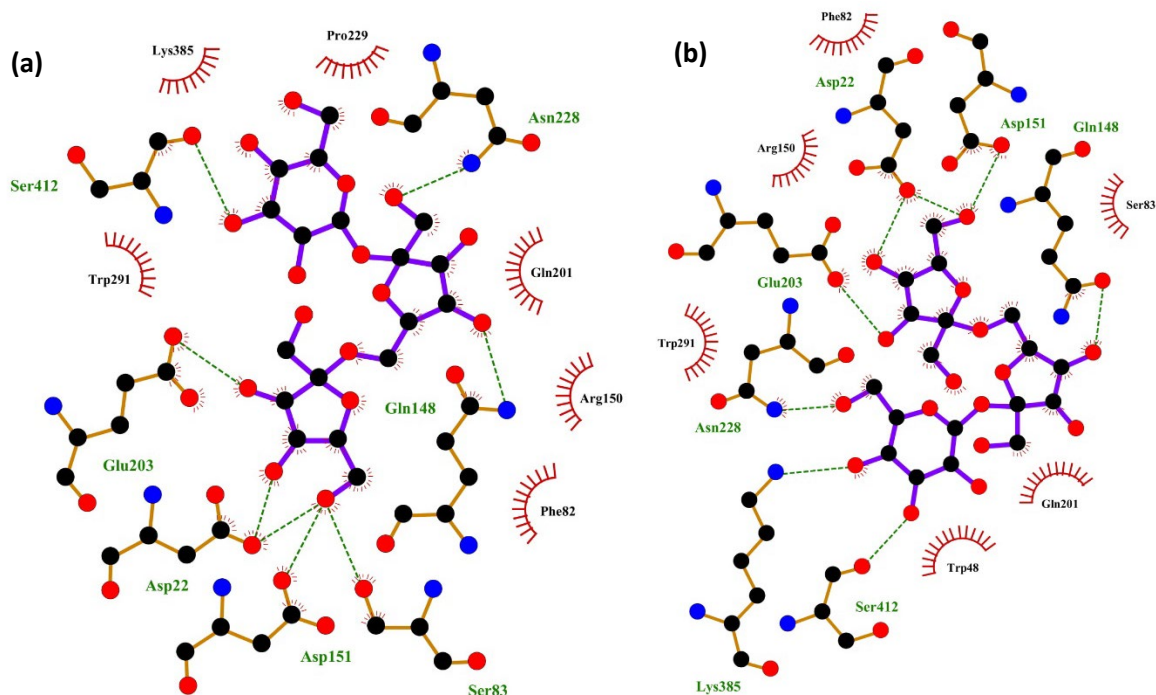 (a)
Lys385
Pro229
Asn228
Ser412
Trp291
Gln201
Arg150
Gln148
Glu203
Phe82
Asp22
Asp151
Ser83
(b)
Phe82
Asp22
Asp151
Gln148
Arg150
Ser83
Glu203
Trp291
Asn228
Gln201
Trp48
Ser412
Lys385